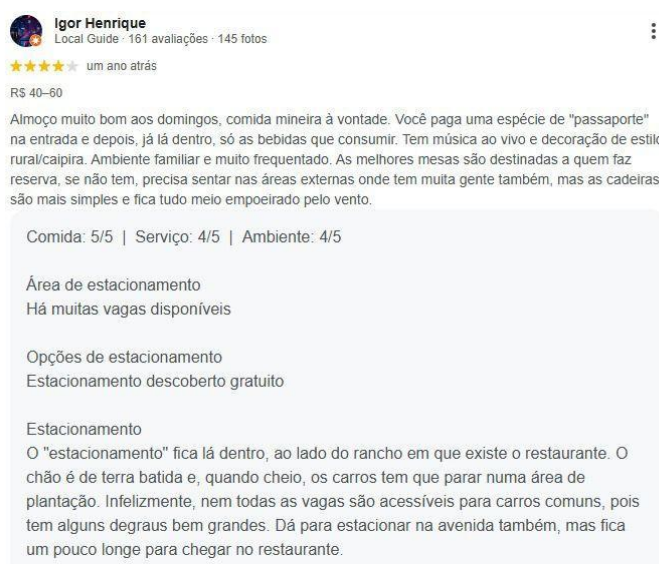 Igor Henrique
Local Guide · 161 avaliações · 145 fotos
um ano atrás
R$ 40–60
Almoço muito bom aos domingos, comida mineira à vontade. Você paga uma espécie de "passaporte"
na entrada e depois, já lá dentro, só as bebidas que consumir. Tem música ao vivo e decoração de estilo
rural/caipira. Ambiente familiar e muito frequentado. As melhores mesas são destinadas a quem faz
reserva, se não tem, precisa sentar nas áreas externas onde tem muita gente também, mas as cadeiras
são mais simples e fica tudo meio empoeirado pelo vento.
Comida: 5/5 | Serviço: 4/5 | Ambiente: 4/5
Área de estacionamento
Há muitas vagas disponíveis
Opções de estacionamento
Estacionamento descoberto gratuito
Estacionamento
O "estacionamento" fica lá dentro, ao lado do rancho em que existe o restaurante. O
chão é de terra batida e, quando cheio, os carros tem que parar numa área de
plantação. Infelizmente, nem todas as vagas são acessíveis para carros comuns, pois
tem alguns degraus bem grandes. Dá para estacionar na avenida também, mas fica
um pouco longe para chegar no restaurante.